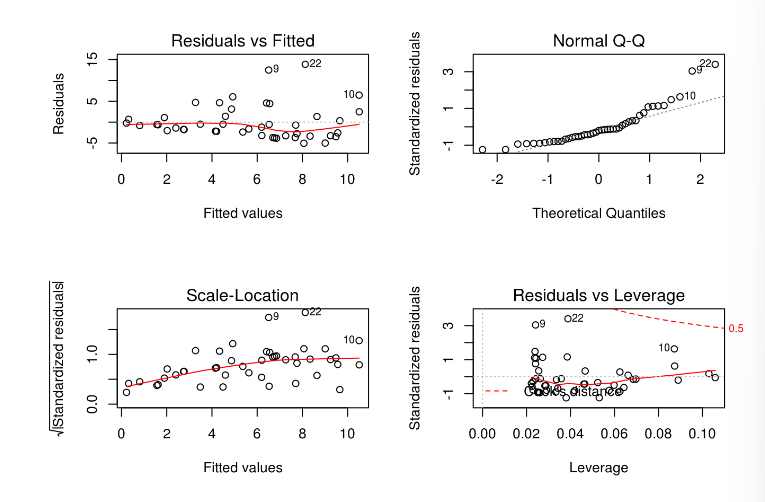 Residuals vs Fitted
Residuals
15
5
-5
9
22
10
0 2 4 6 8 10
Fitted values
Normal Q-Q
Standardized residuals
3
1
-1
9
22
10
-2 -1 0 1 2
Theoretical Quantiles
Scale-Location
√|Standardized residuals|
1.0
0.0
9
22
10
0 2 4 6 8 10
Fitted values
Residuals vs Leverage
Standardized residuals
3
1
-1
9
22
10
0.5
Cook's distance
0.00 0.02 0.04 0.06 0.08 0.10
Leverage